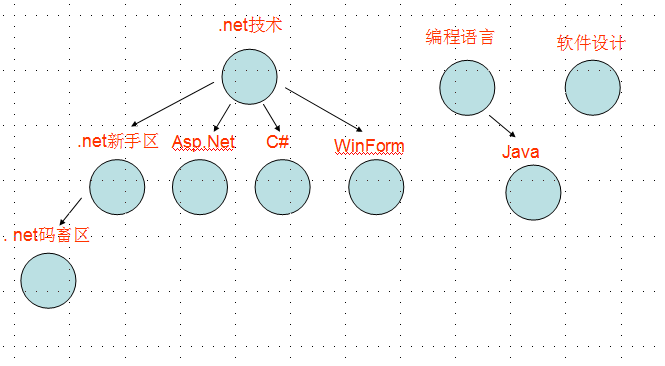 .net技术
编程语言
软件设计
.net新手区
Asp.Net
C#
WinForm
Java
. net码畜区